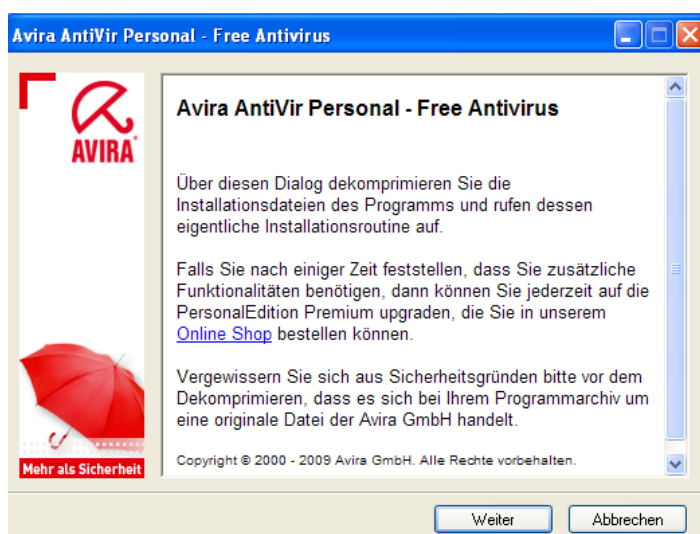 Avira AntiVir Personal - Free Antivirus
AVIRA
Avira AntiVir Personal - Free Antivirus
Über diesen Dialog dekomprimieren Sie die
Installationsdateien des Programms und rufen dessen
eigentliche Installationsroutine auf.
Falls Sie nach einiger Zeit feststellen, dass Sie zusätzliche
Funktionalitäten benötigen, dann können Sie jederzeit auf die
PersonalEdition Premium upgraden, die Sie in unserem
Online Shop bestellen können.
Vergewissern Sie sich aus Sicherheitsgründen bitte vor dem
Dekomprimieren, dass es sich bei Ihrem Programmarchiv um
eine originale Datei der Avira GmbH handelt.
Copyright © 2000 - 2009 Avira GmbH. Alle Rechte vorbehalten.
Mehr als Sicherheit
Weiter
Abbrechen